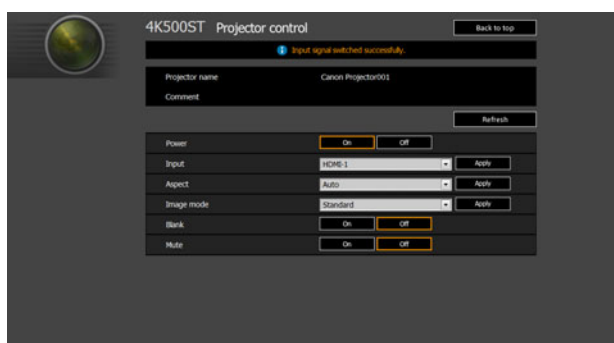 4K500ST Projector control Back to top
Input signal switched successfully.
Projector name Canon Projector001
Comment
Refresh
Power On Off
Input HDMI-1 Apply
Aspect Auto Apply
Image mode Standard Apply
Blank On Off
Mute On Off